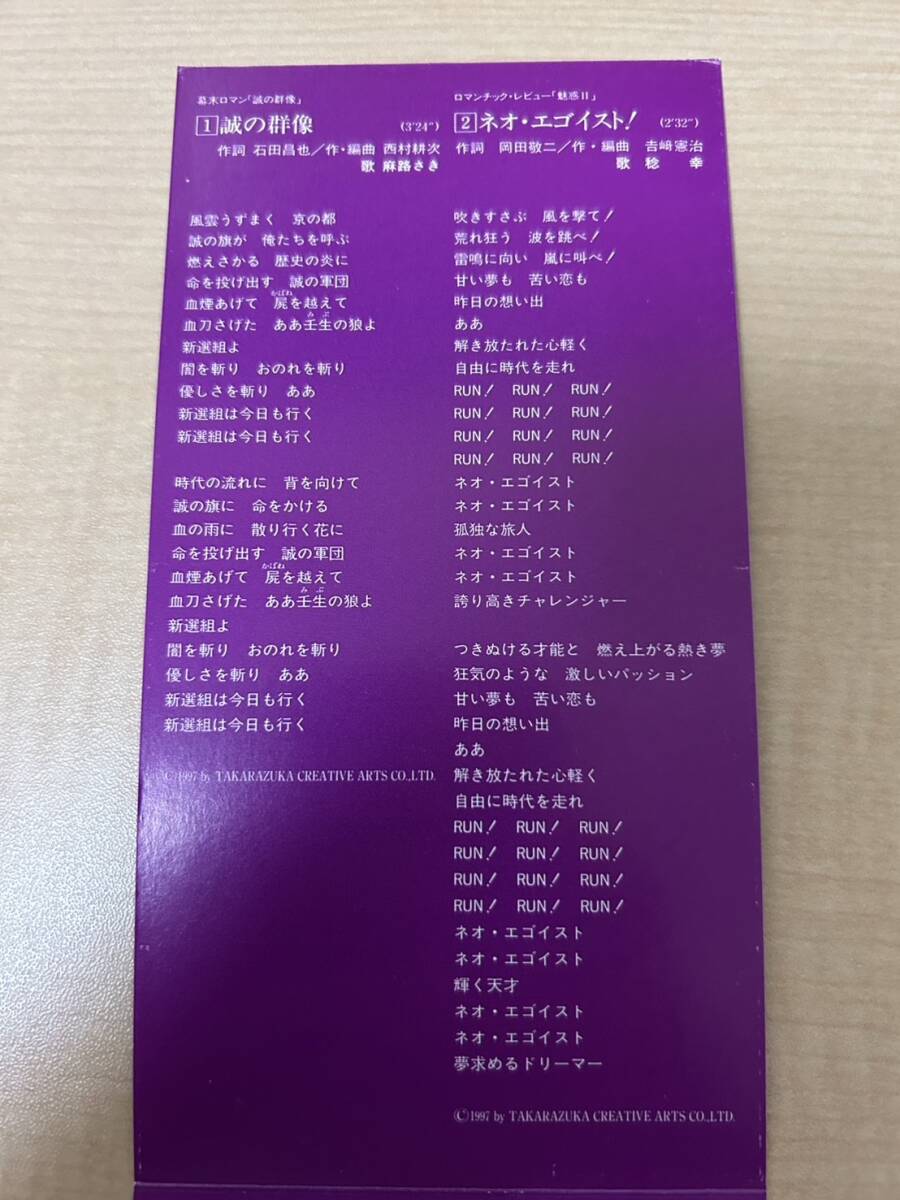 幕末ロマン「誠の群像」
1 誠の群像 (3'24")
作詞 石田昌也／作・編曲 西村耕次
歌 麻路さき
風雲うずまく　京の都
誠の旗が　俺たちを呼ぶ
燃えさかる　歴史の炎に
命を投げ出す　誠の軍団
かばね
血煙あげて　屍を越えて
みぶ
血刀さげた　ああ壬生の狼よ
新選組よ
闇を斬り　おのれを斬り
優しさを斬り　ああ
新選組は今日も行く
新選組は今日も行く
時代の流れに　背を向けて
誠の旗に　命をかける
血の雨に　散り行く花に
命を投げ出す　誠の軍団
かばね
血煙あげて　屍を越えて
みぶ
血刀さげた　ああ壬生の狼よ
新選組よ
闇を斬り　おのれを斬り
優しさを斬り　ああ
新選組は今日も行く
新選組は今日も行く
©1997 by TAKARAZUKA CREATIVE ARTS CO.,LTD.
ロマンチック・レビュー「魅惑II」
2 ネオ・エゴイスト! (2'32")
作詞　岡田敬二／作・編曲　吉﨑憲治
歌　稔　幸
吹きすさぶ　風を撃て!
荒れ狂う　波を跳べ!
雷鳴に向い　嵐に叫べ!
甘い夢も　苦い恋も
昨日の想い出
ああ
解き放たれた心軽く
自由に時代を走れ
RUN!　RUN!　RUN!
RUN!　RUN!　RUN!
RUN!　RUN!　RUN!
RUN!　RUN!　RUN!
ネオ・エゴイスト
ネオ・エゴイスト
孤独な旅人
ネオ・エゴイスト
ネオ・エゴイスト
誇り高きチャレンジャー
つきぬける才能と　燃え上がる熱き夢
狂気のような　激しいパッション
甘い夢も　苦い恋も
昨日の想い出
ああ
解き放たれた心軽く
自由に時代を走れ
RUN!　RUN!　RUN!
RUN!　RUN!　RUN!
RUN!　RUN!　RUN!
RUN!　RUN!　RUN!
ネオ・エゴイスト
ネオ・エゴイスト
輝く天才
ネオ・エゴイスト
ネオ・エゴイスト
夢求めるドリーマー
©1997 by TAKARAZUKA CREATIVE ARTS CO.,LTD.